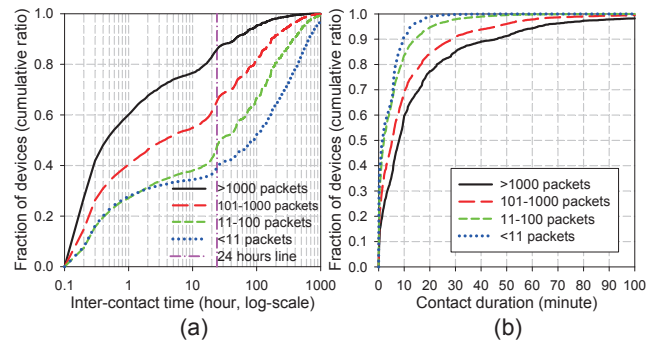 Fraction of devices (cumulative ratio)
1.0
0.8
0.6
0.4
0.2
0.0
>1000 packets
101-1000 packets
11-100 packets
<11 packets
24 hours line
0.1 1 10 100 1000
Inter-contact time (hour, log-scale)
(a)
Fraction of devices (cumulative ratio)
1.0
0.9
0.8
0.7
0.6
0.5
0.4
0.3
0.2
0.1
0.0
>1000 packets
101-1000 packets
11-100 packets
<11 packets
0 10 20 30 40 50 60 70 80 90 100
Contact duration (minute)
(b)